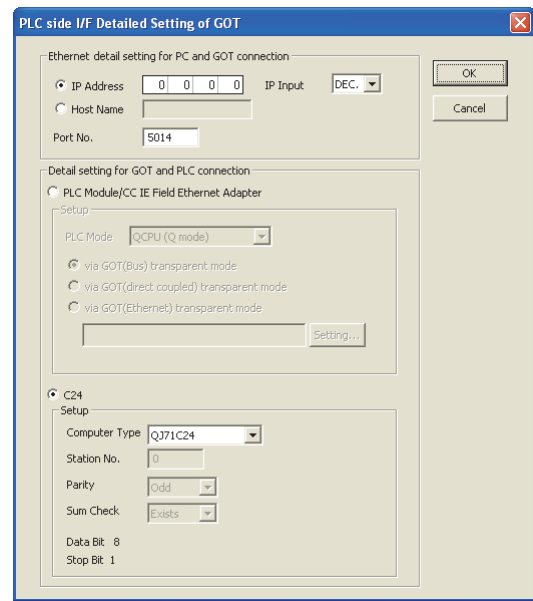 PLC side I/F Detailed Setting of GOT
Ethernet detail setting for PC and GOT connection
OK
IP Address 0 0 0 0 IP Input DEC.
Host Name
Cancel
Port No. 5014
Detail setting for GOT and PLC connection
PLC Module/CC IE Field Ethernet Adapter
Setup
PLC Mode QCPU (Q mode)
via GOT(Bus) transparent mode
via GOT(direct coupled) transparent mode
via GOT(Ethernet) transparent mode
Setting...
C24
Setup
Computer Type QJ71C24
Station No. 0
Parity Odd
Sum Check Exists
Data Bit 8
Stop Bit 1